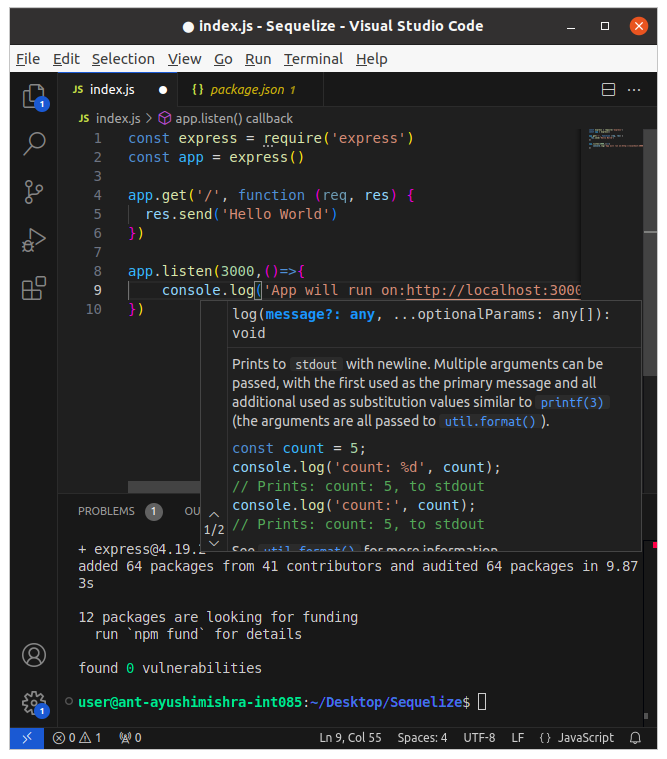 ● index.js - Sequelize - Visual Studio Code
File Edit Selection View Go Run Terminal Help
JS index.js ● { } package.json 1
JS index.js > app.listen() callback
1 const express = require('express')
2 const app = express()
3
4 app.get('/', function (req, res) {
5 res.send('Hello World')
6 })
7
8 app.listen(3000,()=>{
9 console.log('App will run on:http://localhost:3000
10 })
log(message?: any, ...optionalParams: any[]):
void
Prints to stdout with newline. Multiple arguments can be
passed, with the first used as the primary message and all
additional used as substitution values similar to printf(3)
(the arguments are all passed to util.format() ).
const count = 5;
console.log('count: %d', count);
// Prints: count: 5, to stdout
console.log('count:', count);
// Prints: count: 5, to stdout
See util.format() for more information
1/2
PROBLEMS 1 OU
+ express@4.19.2
added 64 packages from 41 contributors and audited 64 packages in 9.87
3s
12 packages are looking for funding
run `npm fund` for details
found 0 vulnerabilities
user@ant-ayushimishra-int085:~/Desktop/Sequelize$
1
1
0 1 0 Ln 9, Col 55 Spaces: 4 UTF-8 LF { } JavaScript